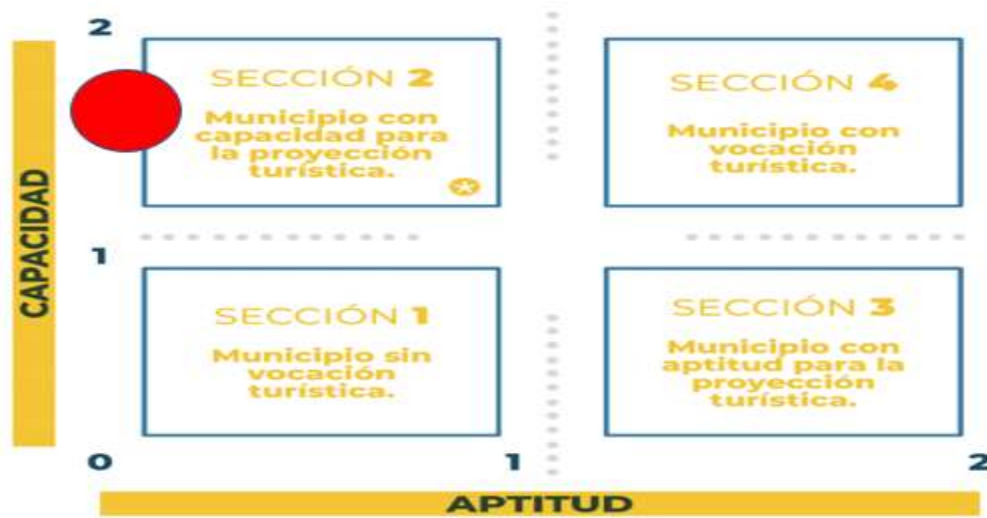 2
SECCIÓN 2
Municipio con
capacidad para
la proyección
turística.
SECCIÓN 4
Municipio con
vocación
turística.
CAPACIDAD
1
SECCIÓN 1
Municipio sin
vocación
turística.
SECCIÓN 3
Municipio con
aptitud para la
proyección
turística.
0
1
2
APTITUD